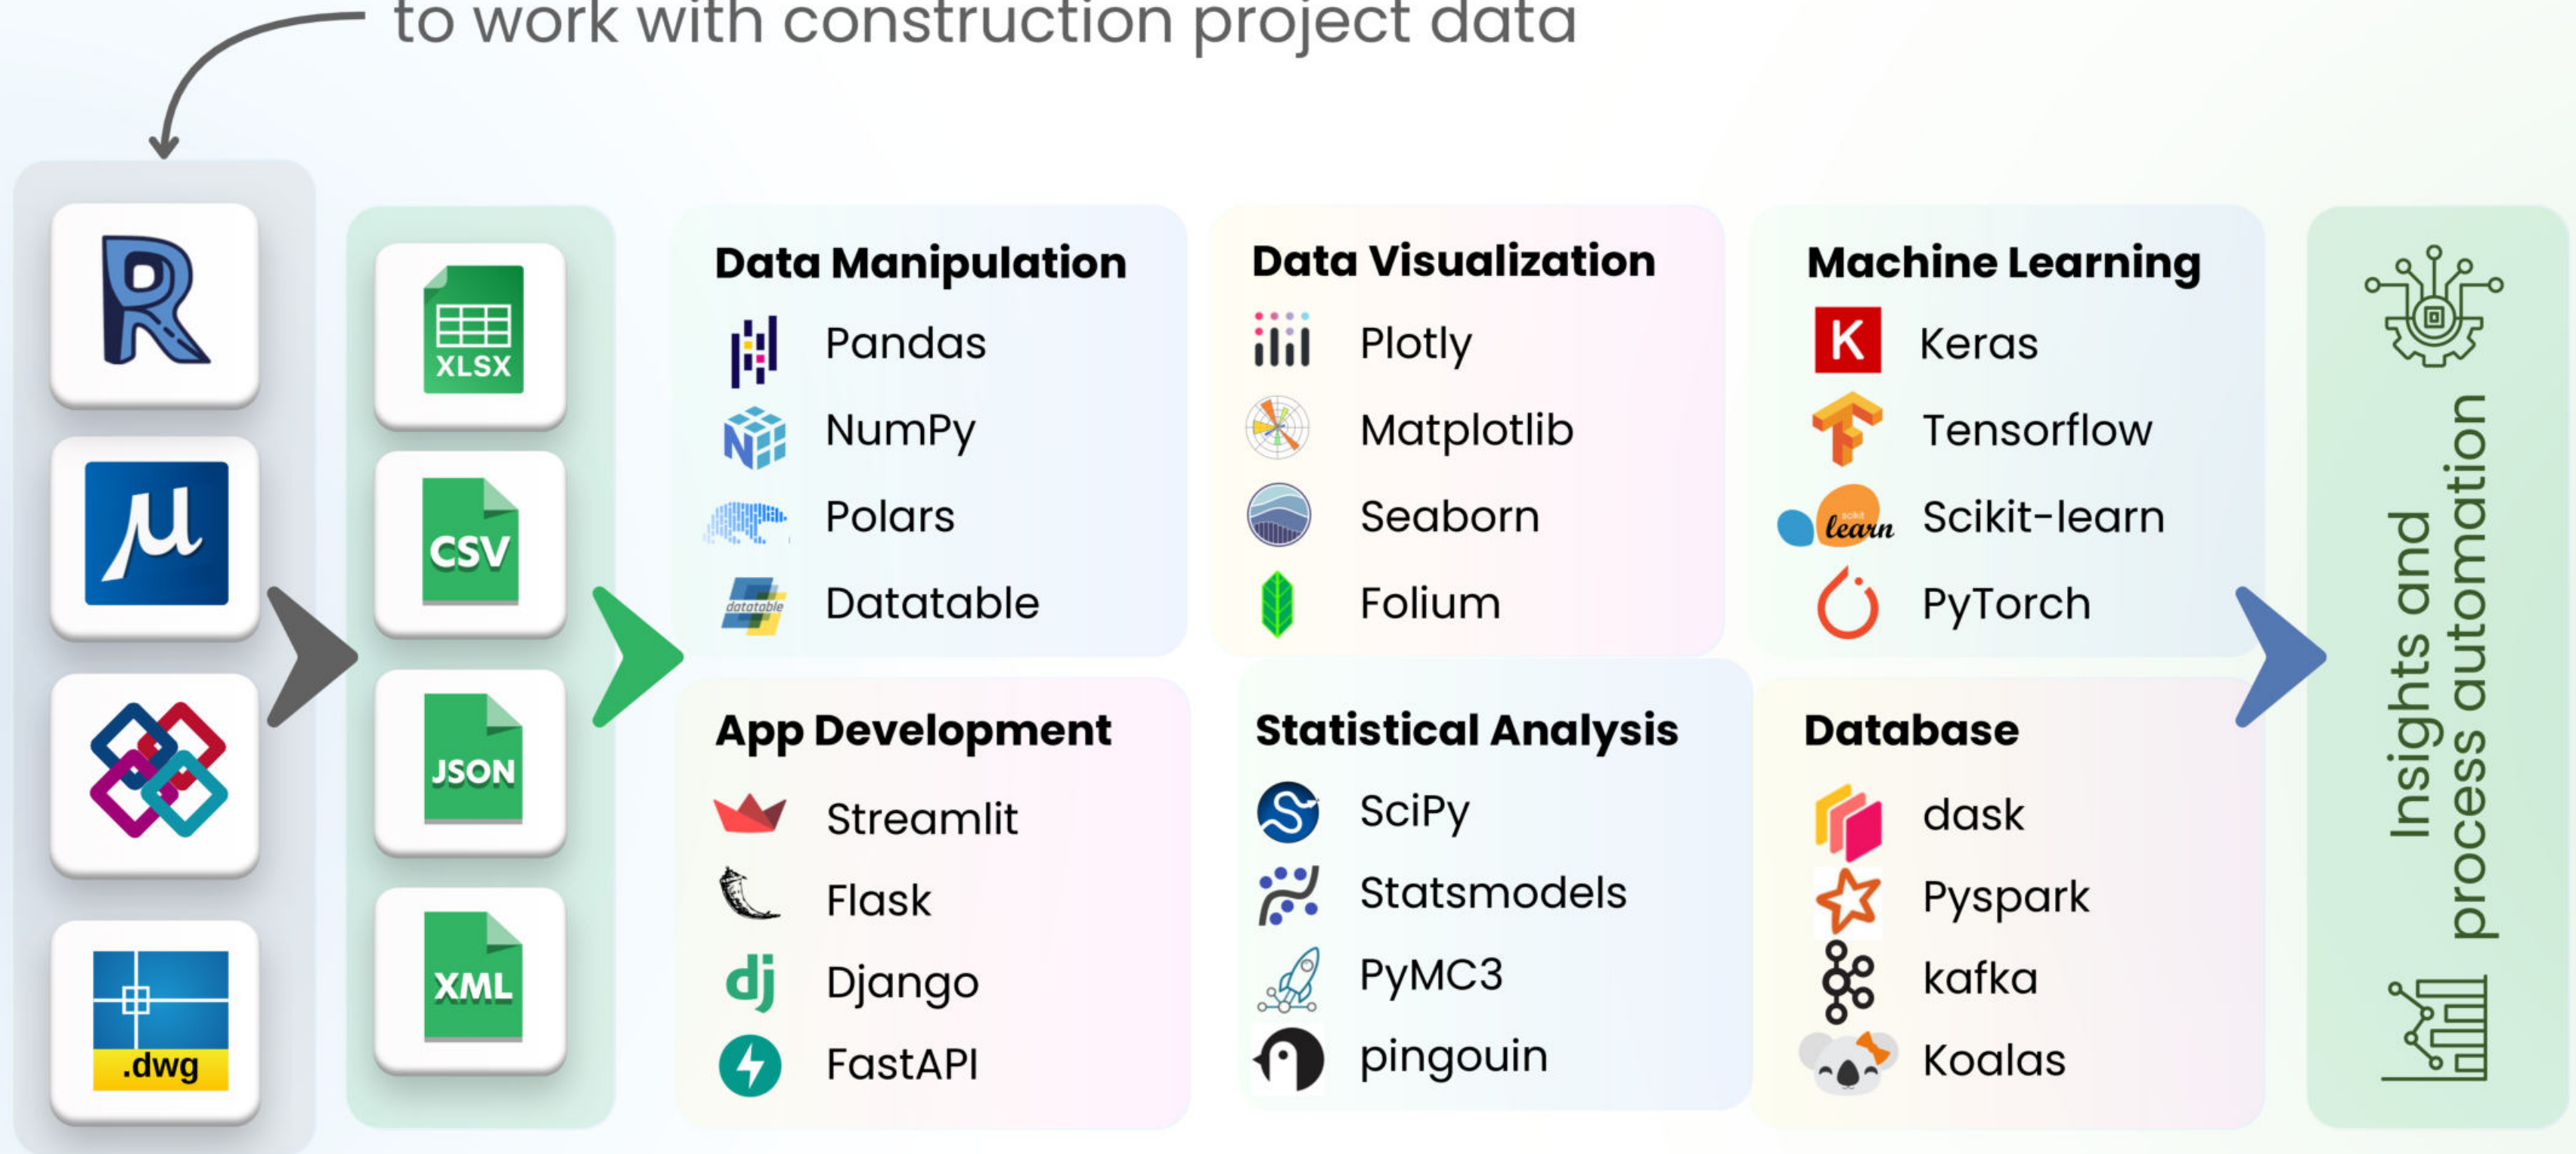 to work with construction project data
XLSX
CSV
JSON
XML
.dwg
Data Manipulation
Pandas
NumPy
Polars
datatable
Datatable
Data Visualization
Plotly
Matplotlib
Seaborn
Folium
Machine Learning
K
Keras
Tensorflow
scikit
learn
Scikit-learn
PyTorch
App Development
Streamlit
Flask
dj
Django
FastAPI
Statistical Analysis
SciPy
Statsmodels
PyMC3
pingouin
Database
dask
Pyspark
kafka
Koalas
Insights and
process automation
R
μ
N